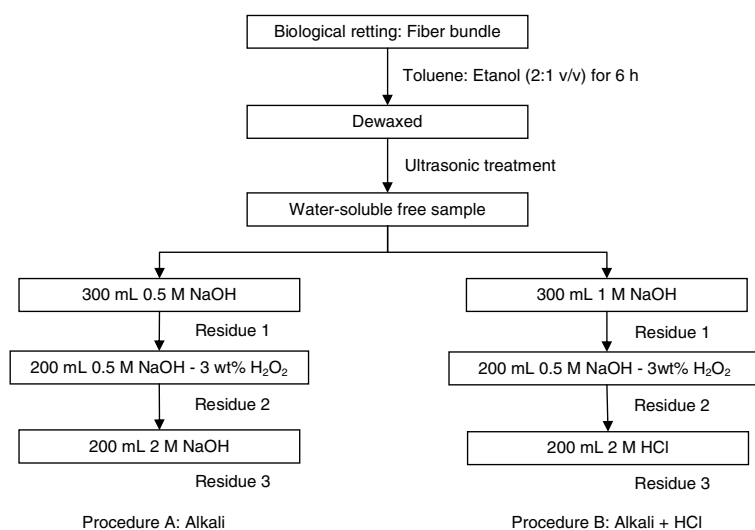 Biological retting: Fiber bundle
Toluene: Etanol (2:1 v/v) for 6 h
Dewaxed
Ultrasonic treatment
Water-soluble free sample
300 mL 0.5 M NaOH
Residue 1
200 mL 0.5 M NaOH - 3 wt% H₂O₂
Residue 2
200 mL 2 M NaOH
Residue 3
Procedure A: Alkali
300 mL 1 M NaOH
Residue 1
200 mL 0.5 M NaOH - 3wt% H₂O₂
Residue 2
200 mL 2 M HCl
Residue 3
Procedure B: Alkali + HCl